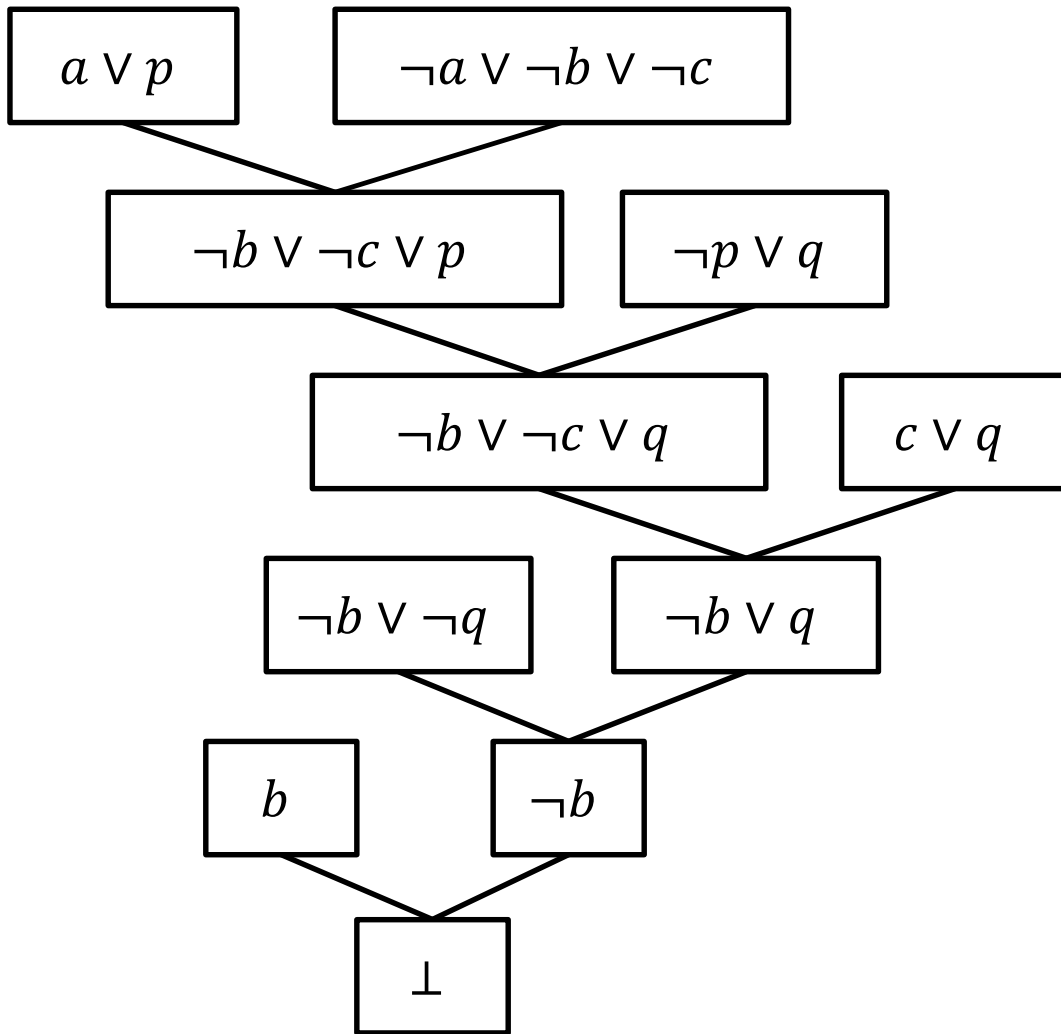 a ∨ p
¬a ∨ ¬b ∨ ¬c
¬b ∨ ¬c ∨ p
¬p ∨ q
¬b ∨ ¬c ∨ q
c ∨ q
¬b ∨ ¬q
¬b ∨ q
b
¬b
⊥